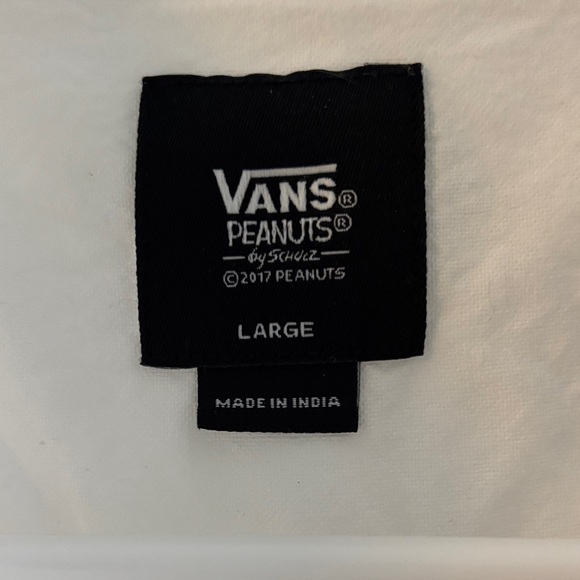 VANS®
PEANUTS®
by SCHULZ
©2017 PEANUTS
LARGE
MADE IN INDIA